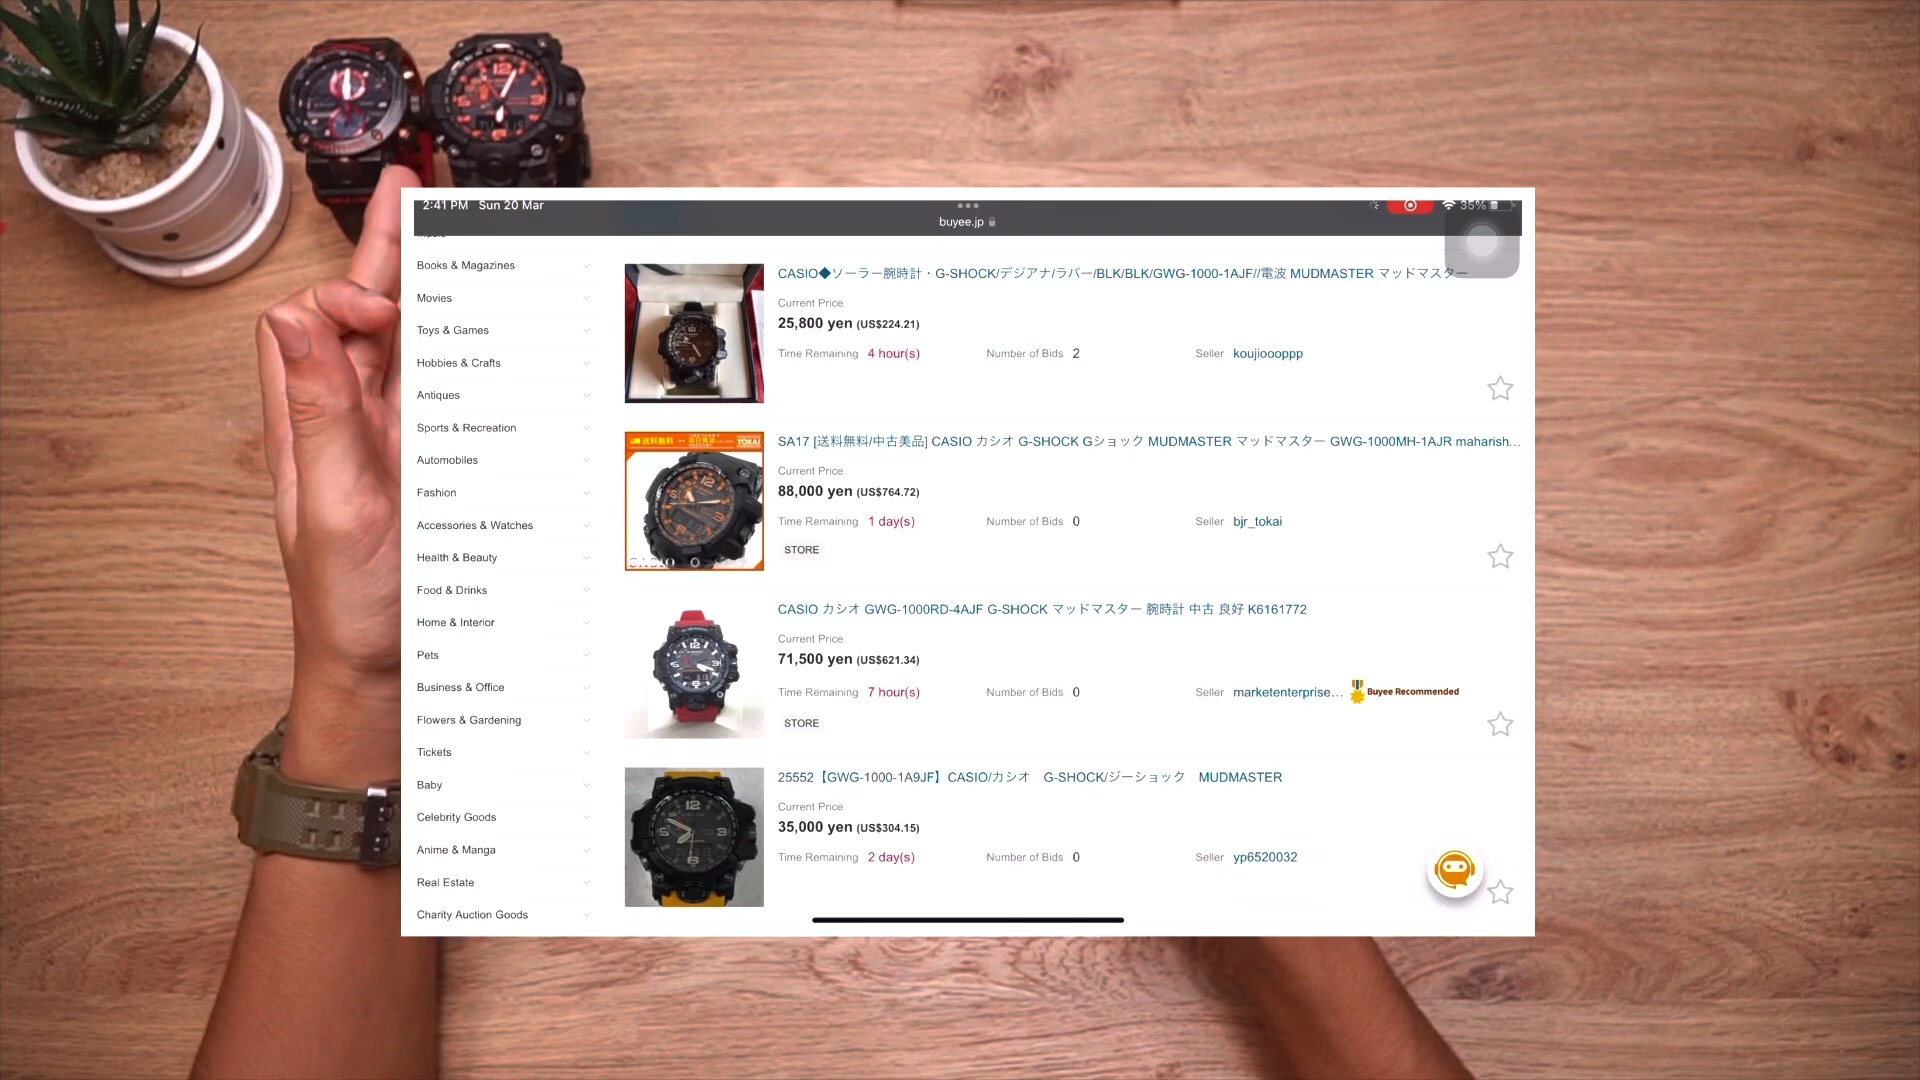 2:41 PM Sun 20 Mar
35%
buyee.jp
Books & Magazines
Movies
Toys & Games
Hobbies & Crafts
Antiques
Sports & Recreation
Automobiles
Fashion
Accessories & Watches
Health & Beauty
Food & Drinks
Home & Interior
Pets
Business & Office
Flowers & Gardening
Tickets
Baby
Celebrity Goods
Anime & Manga
Real Estate
Charity Auction Goods
CASIO◆ソーラー腕時計・G-SHOCK/デジアナ/ラバー/BLK/BLK/GWG-1000-1AJF//電波 MUDMASTER マッドマスター
Current Price
25,800 yen (US$224.21)
Time Remaining 4 hour(s) Number of Bids 2 Seller koujioooppp
送料無料
TOKAI
CASIO
SA17 [送料無料/中古美品] CASIO カシオ G-SHOCK Gショック MUDMASTER マッドマスター GWG-1000MH-1AJR maharish...
Current Price
88,000 yen (US$764.72)
Time Remaining 1 day(s) Number of Bids 0 Seller bjr_tokai
STORE
CASIO カシオ GWG-1000RD-4AJF G-SHOCK マッドマスター 腕時計 中古 良好 K6161772
Current Price
71,500 yen (US$621.34)
Time Remaining 7 hour(s) Number of Bids 0 Seller marketenterprise... Buyee Recommended
STORE
25552【GWG-1000-1A9JF】CASIO/カシオ　G-SHOCK/ジーショック　MUDMASTER
Current Price
35,000 yen (US$304.15)
Time Remaining 2 day(s) Number of Bids 0 Seller yp6520032